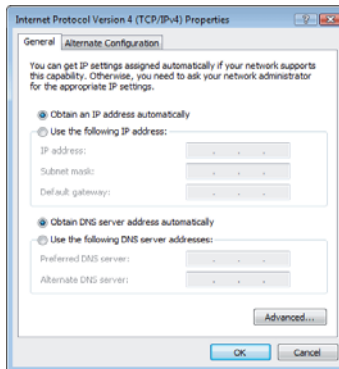 Internet Protocol Version 4 (TCP/IPv4) Properties
General
Alternate Configuration
You can get IP settings assigned automatically if your network supports
this capability. Otherwise, you need to ask your network administrator
for the appropriate IP settings.
Obtain an IP address automatically
Use the following IP address:
IP address:
Subnet mask:
Default gateway:
Obtain DNS server address automatically
Use the following DNS server addresses:
Preferred DNS server:
Alternate DNS server:
Advanced...
OK
Cancel